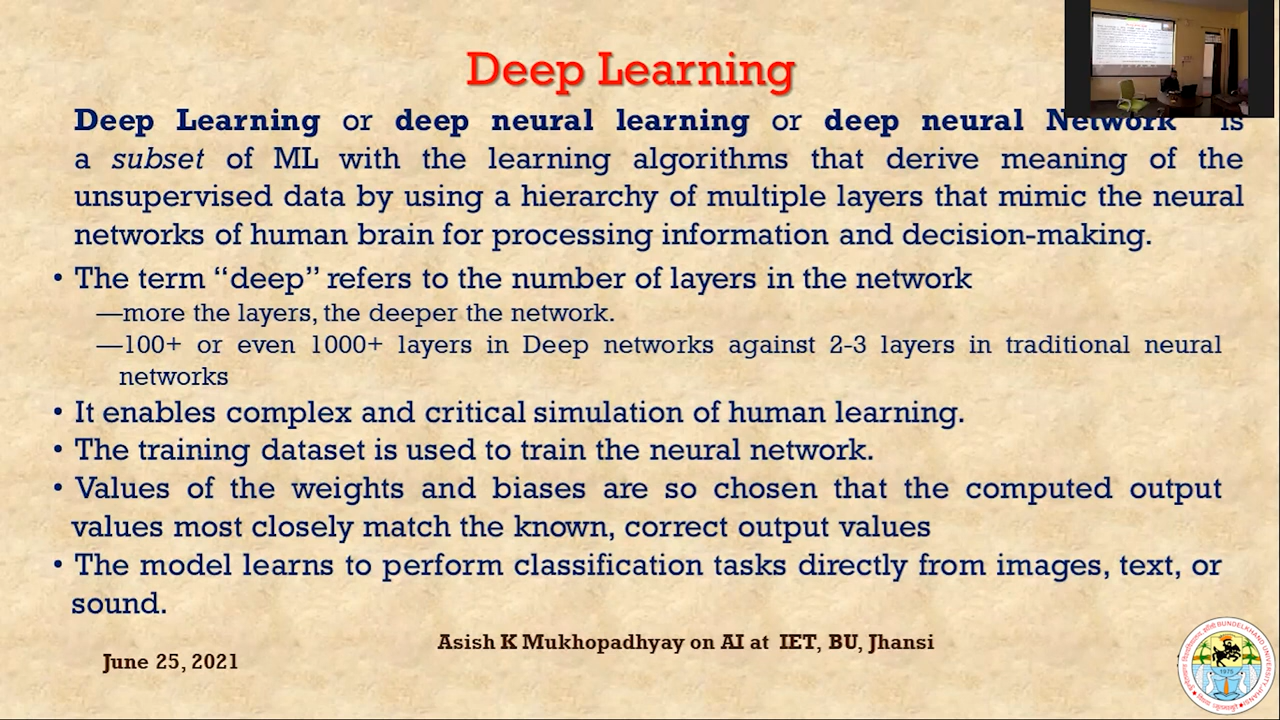 Deep Learning
Deep Learning or deep neural learning or deep neural Network is
a subset of ML with the learning algorithms that derive meaning of the
unsupervised data by using a hierarchy of multiple layers that mimic the neural
networks of human brain for processing information and decision-making.
• The term “deep” refers to the number of layers in the network
—more the layers, the deeper the network.
—100+ or even 1000+ layers in Deep networks against 2-3 layers in traditional neural
networks
• It enables complex and critical simulation of human learning.
• The training dataset is used to train the neural network.
• Values of the weights and biases are so chosen that the computed output
values most closely match the known, correct output values
• The model learns to perform classification tasks directly from images, text, or
sound.
Asish K Mukhopadhyay on AI at IET, BU, Jhansi
June 25, 2021
BUNDELKHAND UNIVERSITY JHANSI
1975